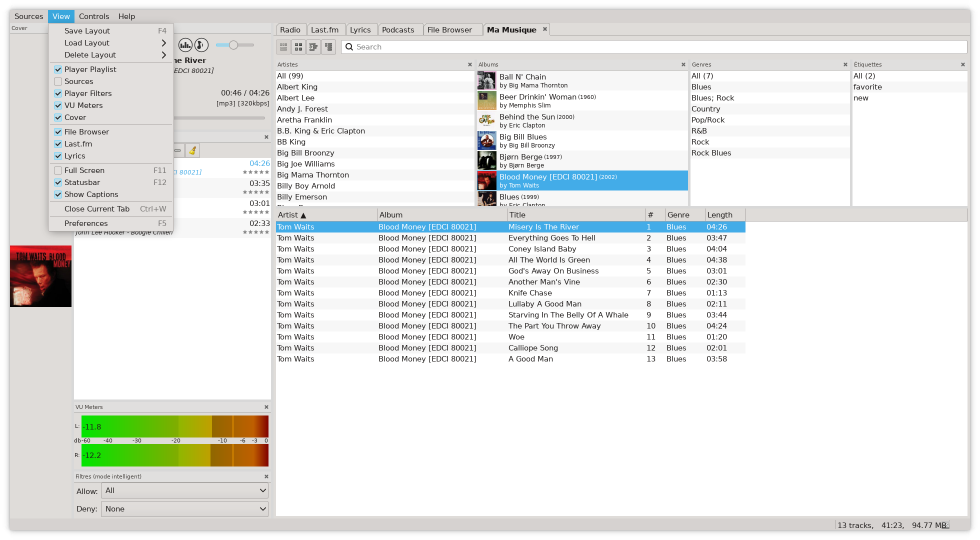 Sources View Controls Help
Cover
Save Layout F4
Load Layout
Delete Layout
Player Playlist
Sources
Player Filters
VU Meters
Cover
File Browser
Last.fm
Lyrics
Full Screen F11
Statusbar F12
Show Captions
Close Current Tab Ctrl+W
Preferences F5
he River
[EDCI 80021]
00:46 / 04:26
[mp3] [320kbps]
04:26
80021]
03:35
03:01
02:33
John Lee Hooker - Boogie Chillen
TOM WAITS BLOOD
MONEY
VU Meters
L: -11.8
db-60 -40 -30 -20 -10 -6 -3 0
R: -12.2
Filtres (mode intelligent)
Allow: All
Deny: None
Radio Last.fm Lyrics Podcasts File Browser Ma Musique
Search
Artistes
All (99)
Albert King
Albert Lee
Andy J. Forest
Aretha Franklin
B.B. King & Eric Clapton
BB King
Big Bill Broonzy
Big Joe Williams
Big Mama Thornton
Billy Boy Arnold
Billy Emerson
Albums
Ball N' Chain
by Big Mama Thornton
Beer Drinkin' Woman (1960)
by Memphis Slim
Behind the Sun (2000)
by Eric Clapton
Big Bill Blues
by Big Bill Broonzy
Bjørn Berge (1997)
by Bjørn Berge
Blood Money [EDCI 80021] (2002)
by Tom Waits
Blues (1999)
by Eric Clapton
Genres
All (7)
Blues
Blues; Rock
Country
Pop/Rock
R&B
Rock
Rock Blues
Étiquettes
All (2)
favorite
new
Artist ▲ Album Title # Genre Length
Tom Waits Blood Money [EDCI 80021] Misery Is The River 1 Blues 04:26
Tom Waits Blood Money [EDCI 80021] Everything Goes To Hell 2 Blues 03:47
Tom Waits Blood Money [EDCI 80021] Coney Island Baby 3 Blues 04:04
Tom Waits Blood Money [EDCI 80021] All The World Is Green 4 Blues 04:38
Tom Waits Blood Money [EDCI 80021] God's Away On Business 5 Blues 03:01
Tom Waits Blood Money [EDCI 80021] Another Man's Vine 6 Blues 02:30
Tom Waits Blood Money [EDCI 80021] Knife Chase 7 Blues 01:13
Tom Waits Blood Money [EDCI 80021] Lullaby A Good Man 8 Blues 02:11
Tom Waits Blood Money [EDCI 80021] Starving In The Belly Of A Whale 9 Blues 03:44
Tom Waits Blood Money [EDCI 80021] The Part You Throw Away 10 Blues 04:24
Tom Waits Blood Money [EDCI 80021] Woe 11 Blues 01:20
Tom Waits Blood Money [EDCI 80021] Calliope Song 12 Blues 02:01
Tom Waits Blood Money [EDCI 80021] A Good Man 13 Blues 03:58
13 tracks, 41:23, 94.77 MB